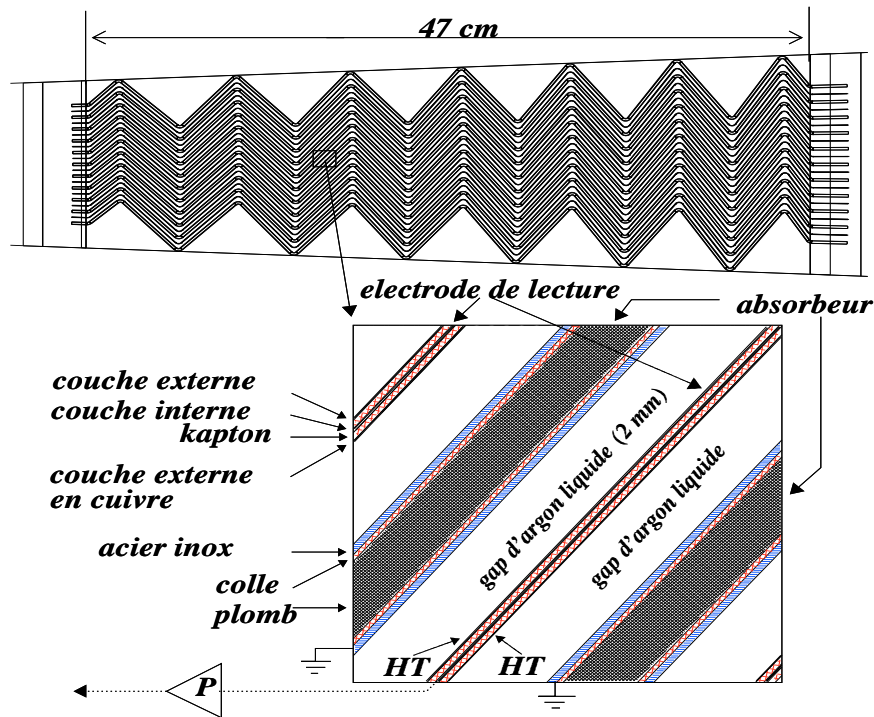 47 cm
electrode de lecture
absorbeur
couche externe
couche interne
kapton
couche externe
en cuivre
acier inox
colle
plomb
gap d'argon liquide (2 mm)
gap d'argon liquide
HT
HT
P